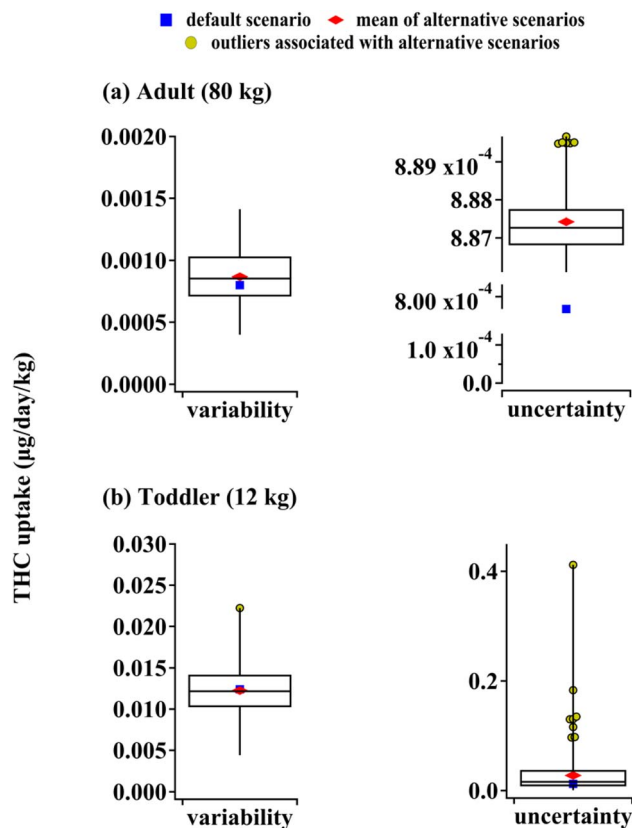 default scenario mean of alternative scenarios
outliers associated with alternative scenarios
(a) Adult (80 kg)
0.0020
0.0015
0.0010
0.0005
0.0000
variability
8.89 x10⁻⁴
8.88
8.87
8.00 x10⁻⁴
1.0 x10⁻⁴
0.0
uncertainty
THC uptake (µg/day/kg)
(b) Toddler (12 kg)
0.030
0.025
0.020
0.015
0.010
0.005
0.000
variability
0.4
0.2
0.0
uncertainty